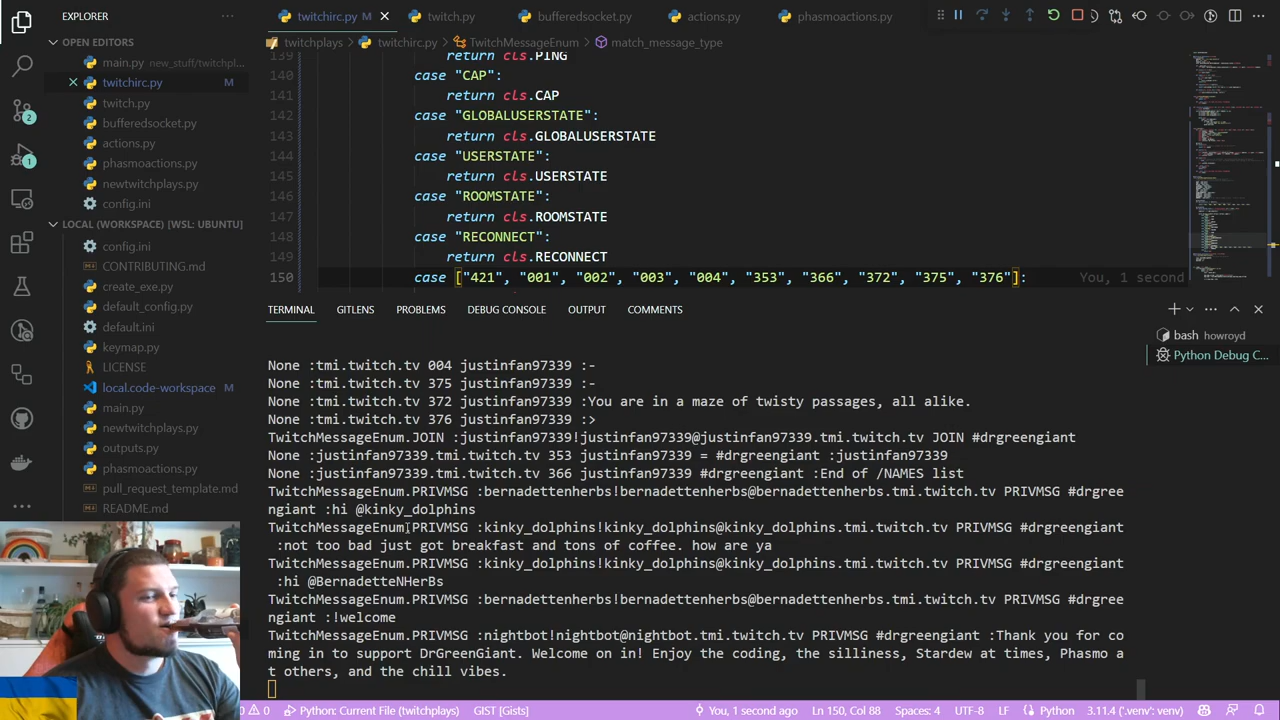 EXPLORER
OPEN EDITORS
main.py new_stuff/twitchpl...
twitchirc.py M
twitch.py
bufferedsocket.py
actions.py
phasmoactions.py
newtwitchplays.py
config.ini
LOCAL (WORKSPACE) [WSL: UBUNTU]
config.ini
CONTRIBUTING.md
create_exe.py
default_config.py
default.ini
keymap.py
LICENSE
local.code-workspace M
main.py
newtwitchplays.py
outputs.py
phasmoactions.py
pull_request_template.md
README.md
2
1
twitchirc.py M
twitch.py
bufferedsocket.py
actions.py
phasmoactions.py
twitchplays > twitchirc.py > TwitchMessageEnum > match_message_type
139 return cls.PING
140 case "CAP":
141 return cls.CAP
142 case "GLOBALUSERSTATE":
143 return cls.GLOBALUSERSTATE
144 case "USERSTATE":
145 return cls.USERSTATE
146 case "ROOMSTATE":
147 return cls.ROOMSTATE
148 case "RECONNECT":
149 return cls.RECONNECT
150 case ["421", "001", "002", "003", "004", "353", "366", "372", "375", "376"]: You, 1 second
TERMINAL GITLENS PROBLEMS DEBUG CONSOLE OUTPUT COMMENTS
bash howroyd
Python Debug C...
None :tmi.twitch.tv 004 justinfan97339 :-
None :tmi.twitch.tv 375 justinfan97339 :-
None :tmi.twitch.tv 372 justinfan97339 :You are in a maze of twisty passages, all alike.
None :tmi.twitch.tv 376 justinfan97339 :>
TwitchMessageEnum.JOIN :justinfan97339!justinfan97339@justinfan97339.tmi.twitch.tv JOIN #drgreengiant
None :justinfan97339.tmi.twitch.tv 353 justinfan97339 = #drgreengiant :justinfan97339
None :justinfan97339.tmi.twitch.tv 366 justinfan97339 #drgreengiant :End of /NAMES list
TwitchMessageEnum.PRIVMSG :bernadettenherbs!bernadettenherbs@bernadettenherbs.tmi.twitch.tv PRIVMSG #drgree
ngiant :hi @kinky_dolphins
TwitchMessageEnum.PRIVMSG :kinky_dolphins!kinky_dolphins@kinky_dolphins.tmi.twitch.tv PRIVMSG #drgreengiant
:not too bad just got breakfast and tons of coffee. how are ya
TwitchMessageEnum.PRIVMSG :kinky_dolphins!kinky_dolphins@kinky_dolphins.tmi.twitch.tv PRIVMSG #drgreengiant
:hi @BernadetteNHerBs
TwitchMessageEnum.PRIVMSG :bernadettenherbs!bernadettenherbs@bernadettenherbs.tmi.twitch.tv PRIVMSG #drgree
ngiant :!welcome
TwitchMessageEnum.PRIVMSG :nightbot!nightbot@nightbot.tmi.twitch.tv PRIVMSG #drgreengiant :Thank you for co
ming in to support DrGreenGiant. Welcome on in! Enjoy the coding, the silliness, Stardew at times, Phasmo a
t others, and the chill vibes.
0 0 Python: Current File (twitchplays) GIST [Gists] You, 1 second ago Ln 150, Col 88 Spaces: 4 UTF-8 LF Python 3.11.4 ('.venv': venv)